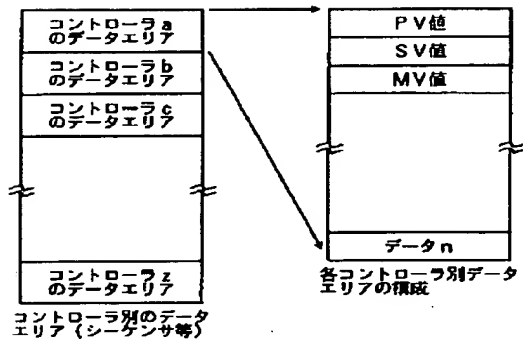 コントローラa
のデータエリア
コントローラb
のデータエリア
コントローラc
のデータエリア
コントローラz
のデータエリア
コントローラ別のデータ
エリア（シーケンサ等）
PV値
SV値
MV値
データn
各コントローラ別データ
エリアの構成